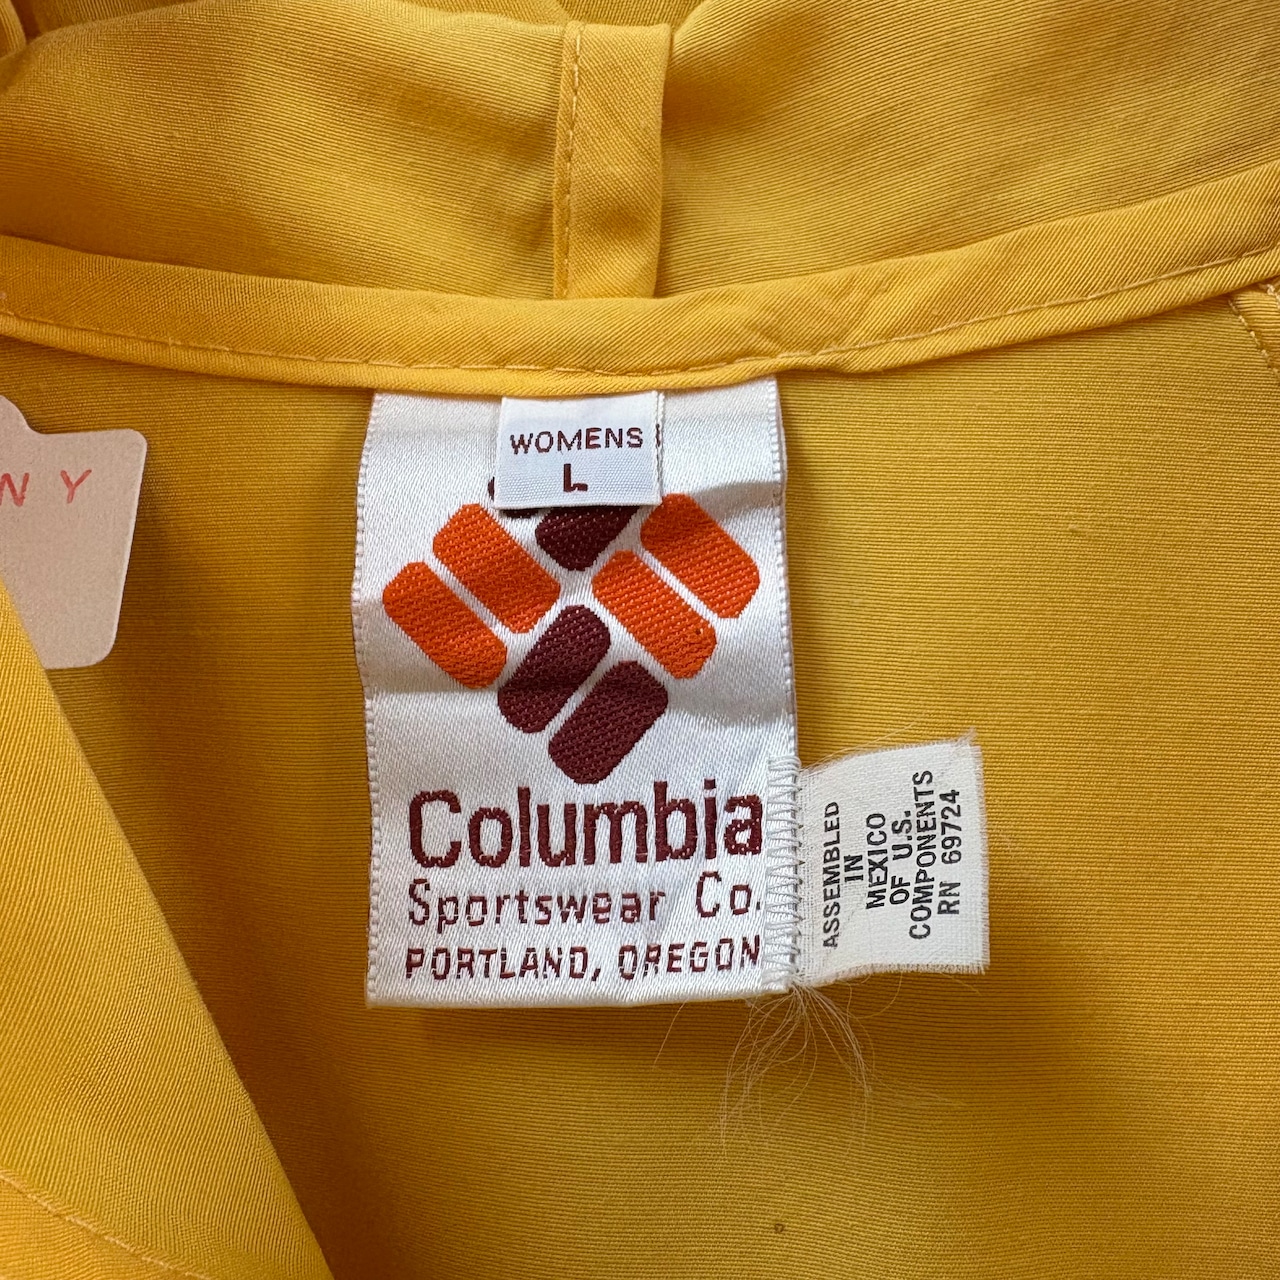 WOMENS
L
N Y
Columbia
Sportswear Co.
PORTLAND, OREGON
ASSEMBLED
IN
MEXICO
OF U.S.
COMPONENTS
RN 69724